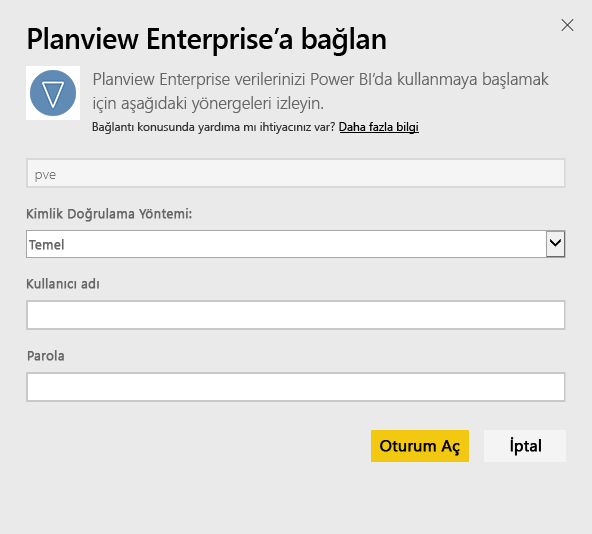 Planview Enterprise’a bağlan
Planview Enterprise verilerinizi Power BI’da kullanmaya başlamak
için aşağıdaki yönergeleri izleyin.
Bağlantı konusunda yardıma mı ihtiyacınız var? Daha fazla bilgi
pve
Kimlik Doğrulama Yöntemi:
Temel
Kullanıcı adı
Parola
Oturum Aç İptal